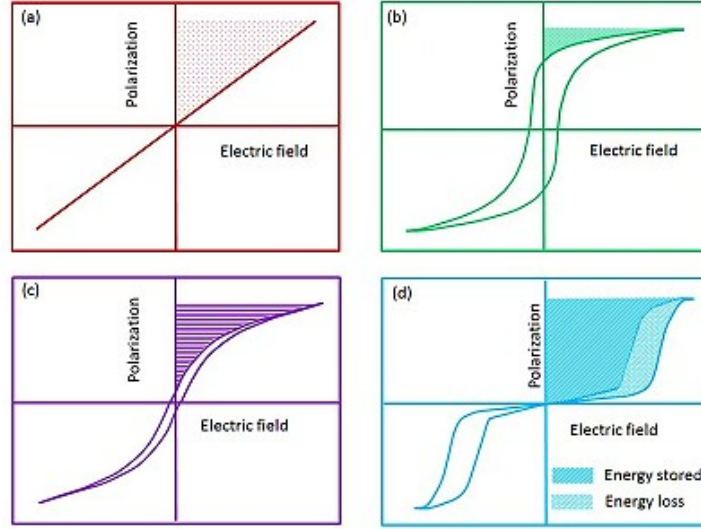 (a)
Polarization
Electric field
(b)
Polarization
Electric field
(c)
Polarization
Electric field
(d)
Polarization
Electric field
Energy stored
Energy loss